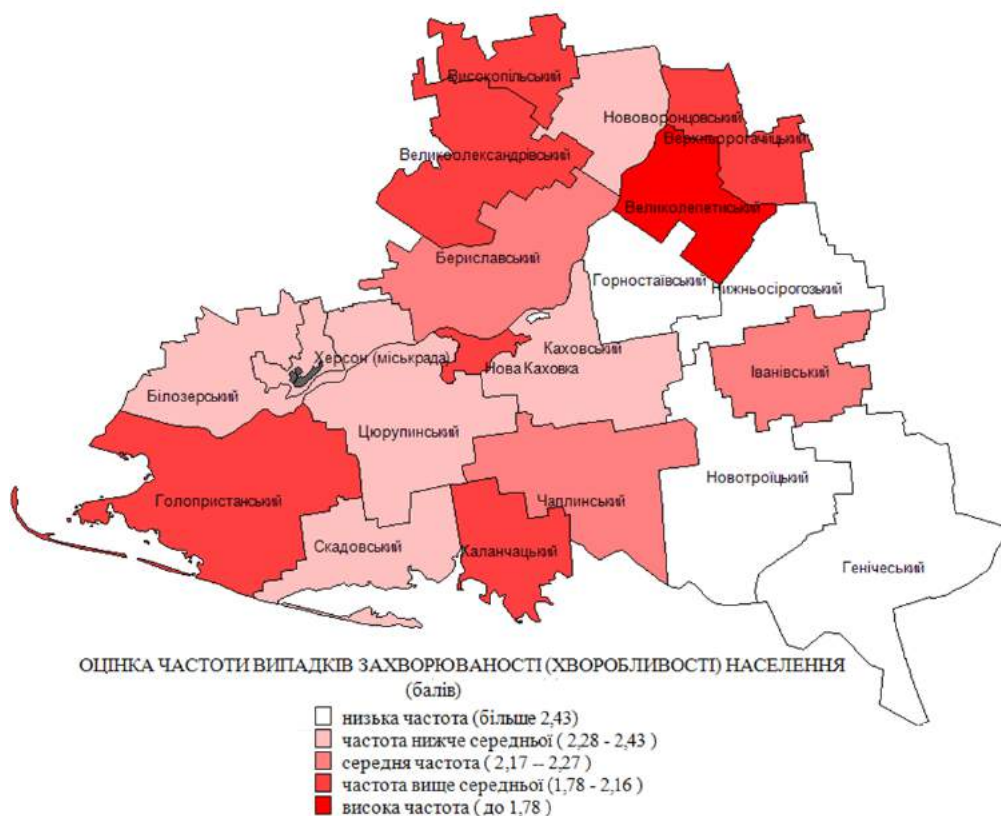 Високопільський
Нововоронцовський
Верхньорогачицький
Великоолександрівський
Великолепетиський
Бериславський
Горностаївський
Нижньосірогозький
Херсон (міськрада)
Каховський
Нова Каховка
Іванівський
Білозерський
Цюрупинський
Новотроїцький
Голопристанський
Чаплинський
Скадовський
Каланчацький
Генічеський
ОЦІНКА ЧАСТОТИ ВИПАДКІВ ЗАХВОРЮВАНОСТІ (ХВОРОБЛИВОСТІ) НАСЕЛЕННЯ
(балів)
низька частота (більше 2,43)
частота нижче середньої ( 2,28 - 2,43 )
середня частота ( 2,17 – 2,27)
частота вище середньої (1,78 - 2,16 )
висока частота ( до 1,78 )